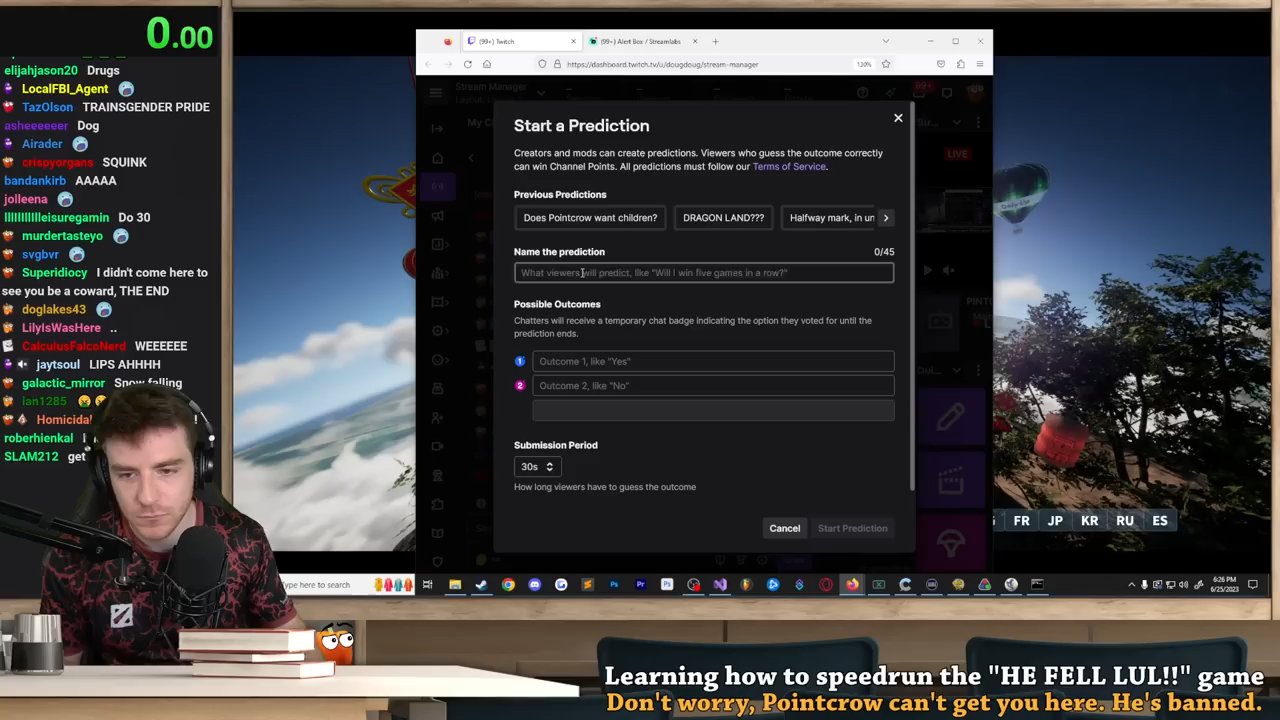 0.00
elijahjason20 Drugs
LocalFBI_Agent
TazOlson TRAINSGENDER PRIDE
asheeeeeer Dog
Airader
crispyorgans SQUINK
bandankirb AAAAA
jolleena
lllllllllleisuregamin Do 30
murdertasteyo
svgbvr
Superidiocy I didn't come here to
see you be a coward, THE END
doglakes43
LilyIsWasHere ..
CalculusFalcoNerd WEEEEE
jaytsoul LIPS AHHHH
galactic_mirror Snow falling
ian1285
Homicidal
roberhienkal I
SLAM212 get
(99+) Twitch
(99+) Alert Box / Streamlabs
https://dashboard.twitch.tv/u/dougdoug/stream-manager
130%
Stream Manager
LIVE
Start a Prediction
Creators and mods can create predictions. Viewers who guess the outcome correctly
can win Channel Points. All predictions must follow our Terms of Service.
Previous Predictions
Does Pointcrow want children?
DRAGON LAND???
Halfway mark, in un
Name the prediction
0/45
What viewers will predict, like "Will I win five games in a row?"
Possible Outcomes
Chatters will receive a temporary chat badge indicating the option they voted for until the
prediction ends.
1
Outcome 1, like "Yes"
2
Outcome 2, like "No"
Submission Period
30s
How long viewers have to guess the outcome
Cancel
Start Prediction
FR JP KR RU ES
ype here to search
6:26 PM
6/25/2023
Learning how to speedrun the "HE FELL LUL!!" game
Don't worry, Pointcrow can't get you here. He's banned.